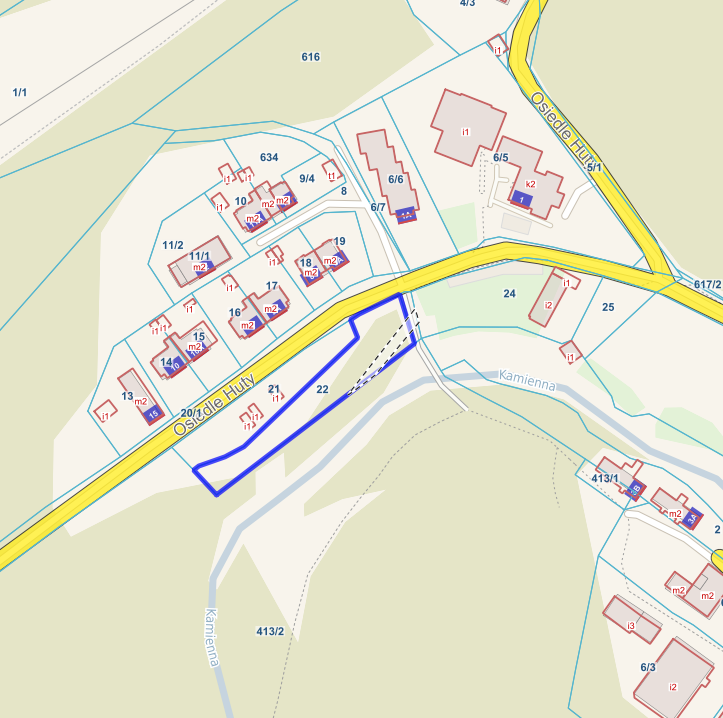 4/3
616
i1
1/1
Osiedle Huty
i1
634
6/5
5/1
9/4
t1
i1
i1
6/6
k2
m2
8
1
10
m2
i1
m2
6/7
1A
19
11/2
11/1
m2
i1
18
m2
617/2
i1
17
i1
24
25
i1
16
m2
i2
m2
i1
i1
15
14
m2
m2
10
i1
Kamienna
13
m2
21
22
i1
20/1
i1
15
Osiedle Huty
i1
i1
413/1
3B
m2
3A
2
m2
m2
i3
Kamienna
413/2
6/3
i2